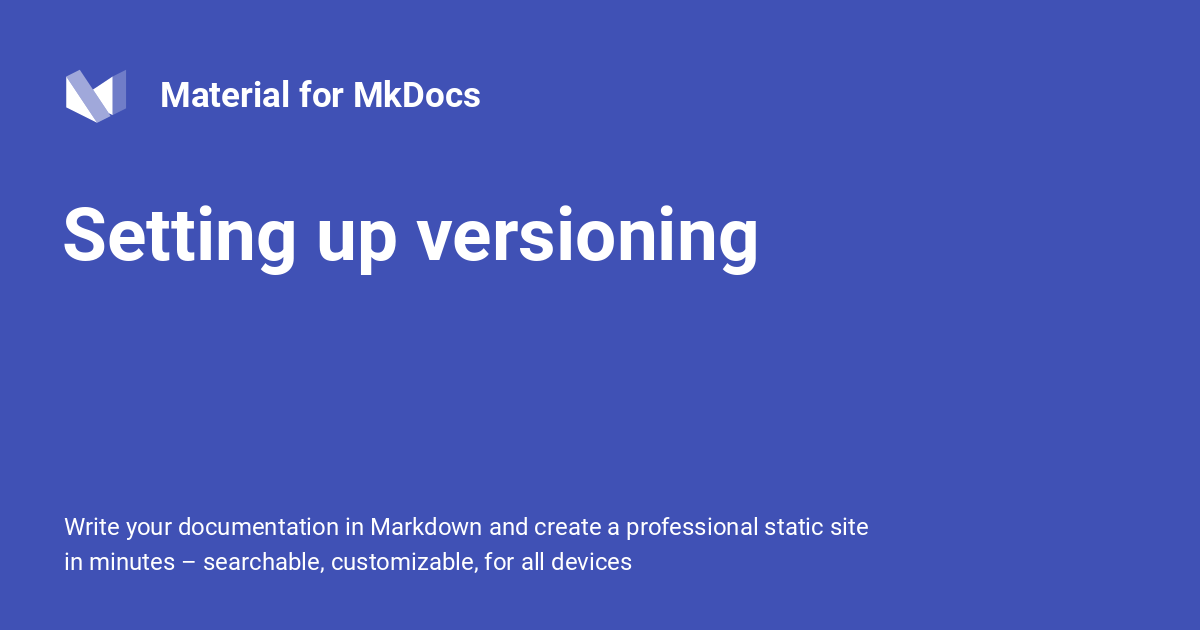 Material for MkDocs
Setting up versioning
Write your documentation in Markdown and create a professional static site
in minutes – searchable, customizable, for all devices